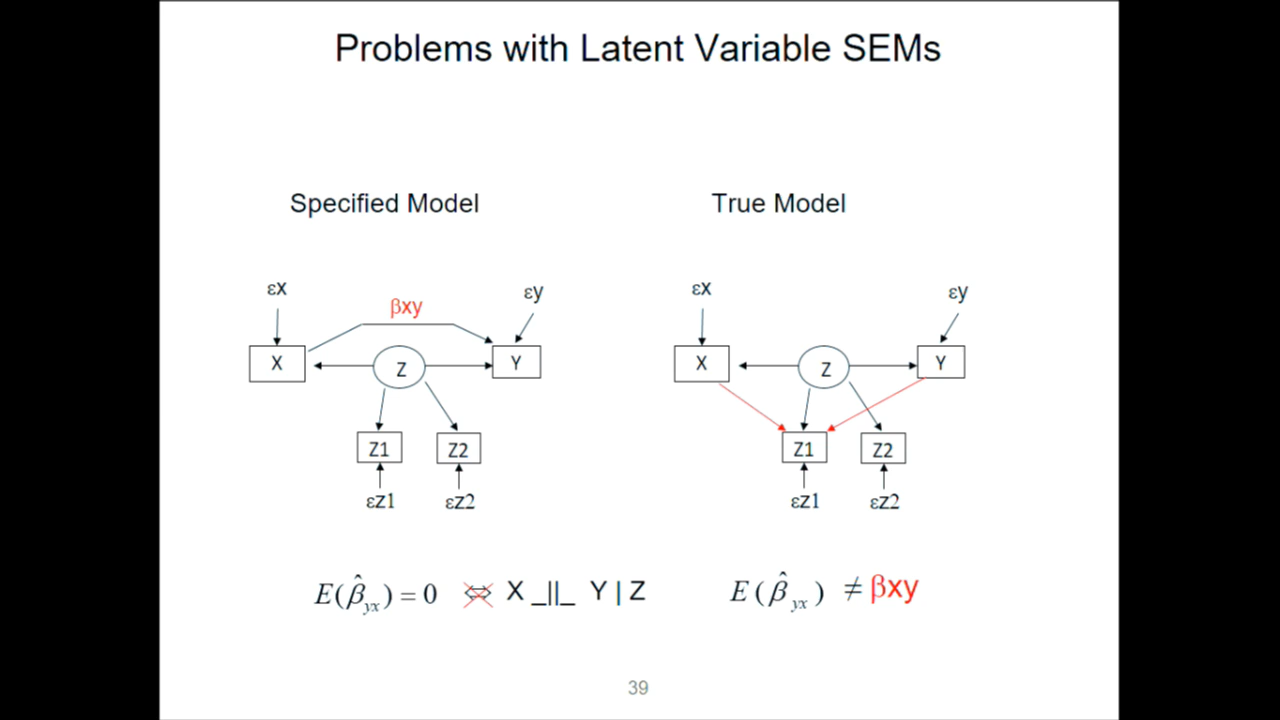 Problems with Latent Variable SEMs
Specified Model
True Model
εx
βxy
εy
X
Z
Y
Z1
Z2
εz1
εz2
εx
εy
X
Z
Y
Z1
Z2
εz1
εz2
E(β̂yx) = 0 ⇔ X _||_ Y | Z
E(β̂yx) ≠ βxy
39